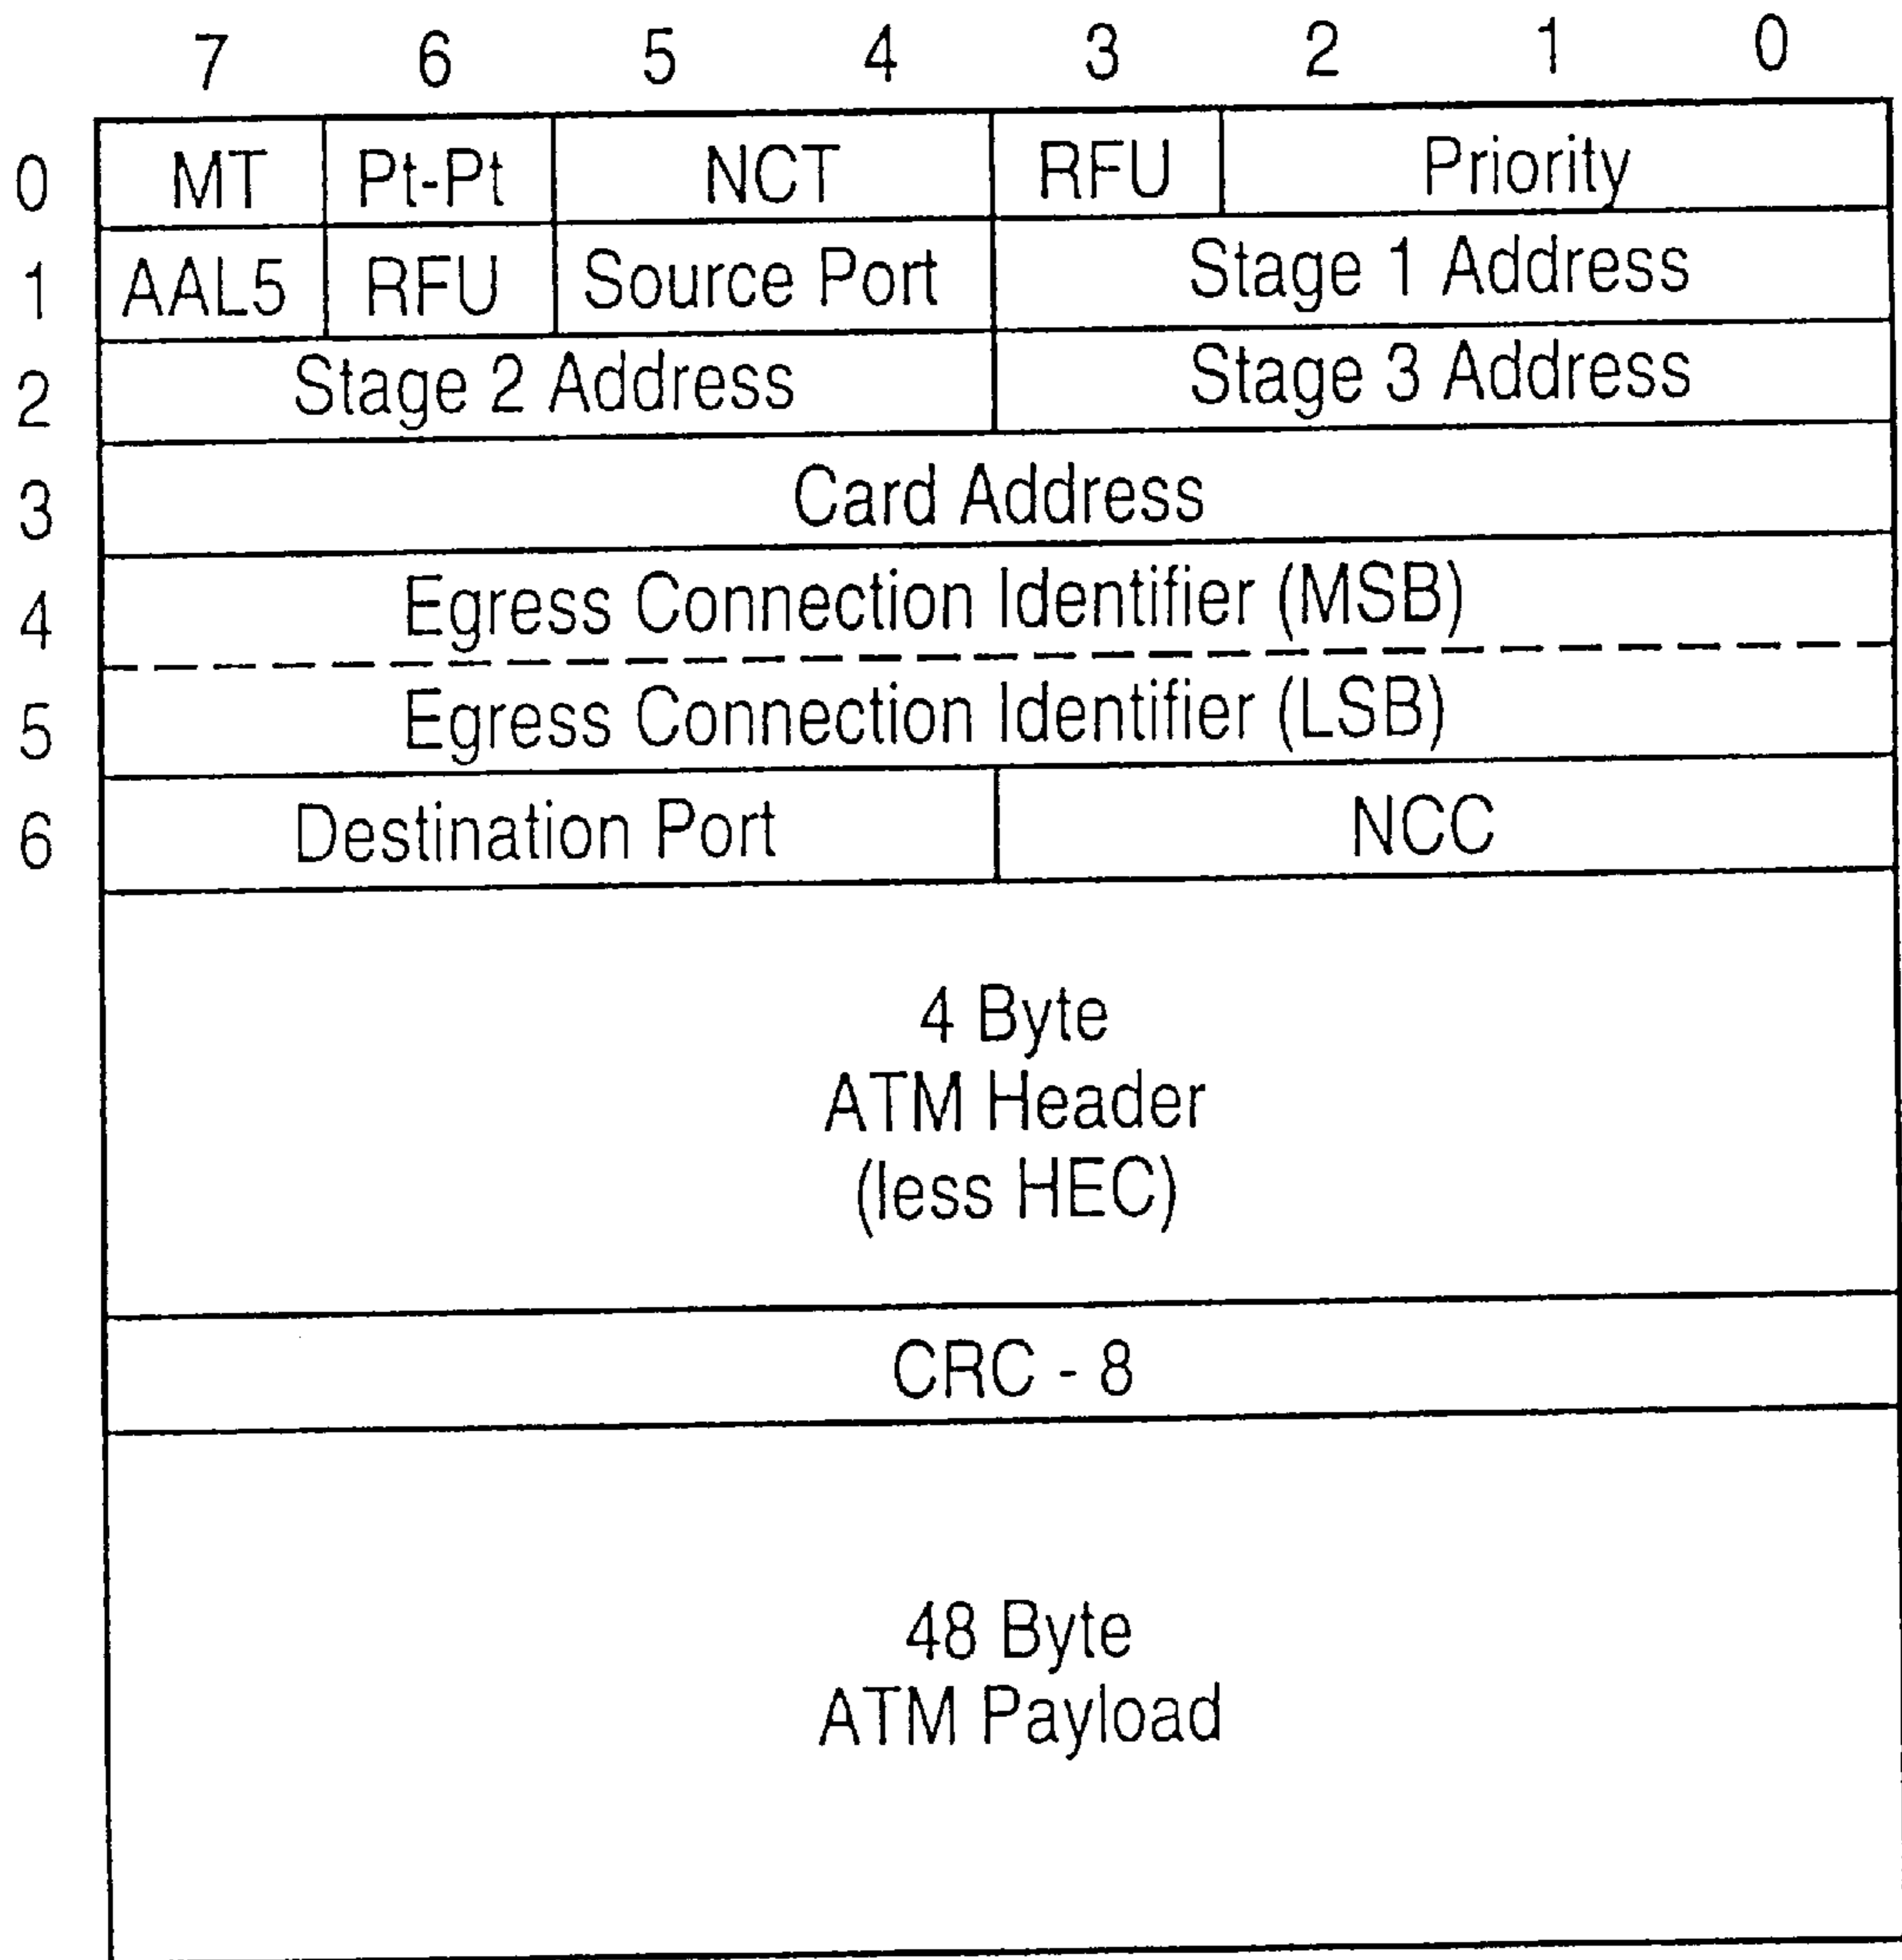 7 6 5 4 3 2 1 0
0 MT Pt-Pt NCT RFU Priority
1 AAL5 RFU Source Port Stage 1 Address
2 Stage 2 Address Stage 3 Address
3 Card Address
4 Egress Connection Identifier (MSB)
5 Egress Connection Identifier (LSB)
6 Destination Port NCC
4 Byte
ATM Header
(less HEC)
CRC - 8
48 Byte
ATM Payload